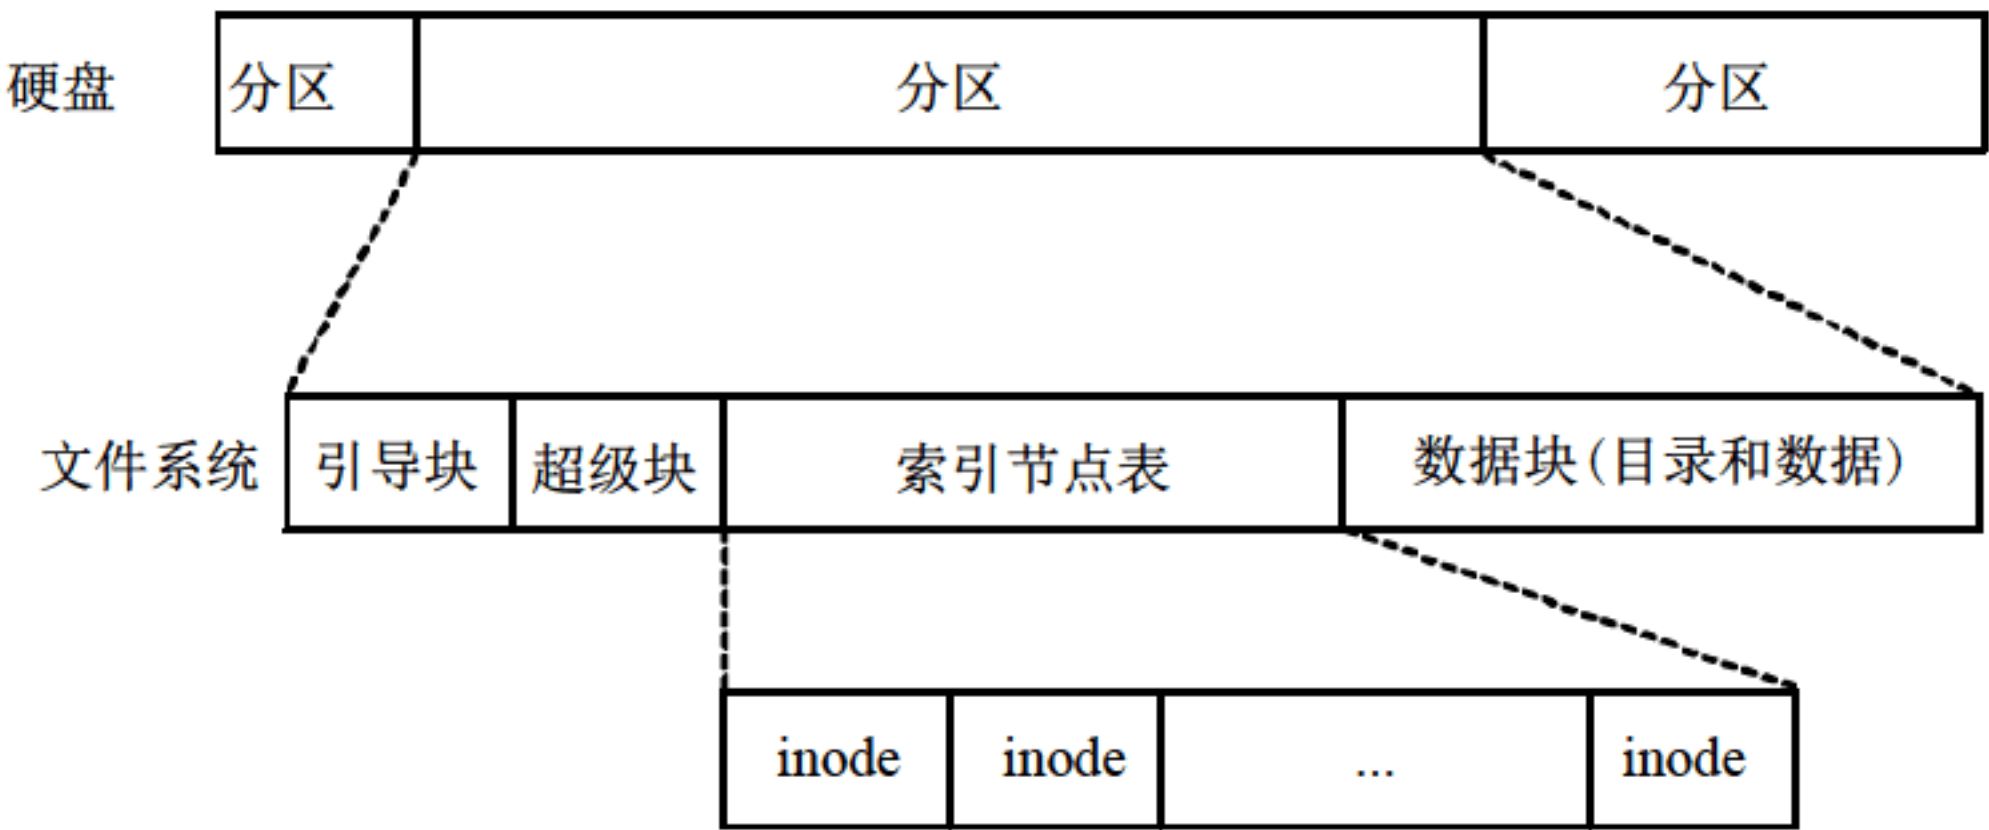 硬盘 分区 分区 分区
文件系统 引导块 超级块 索引节点表 数据块(目录和数据)
inode inode ... inode